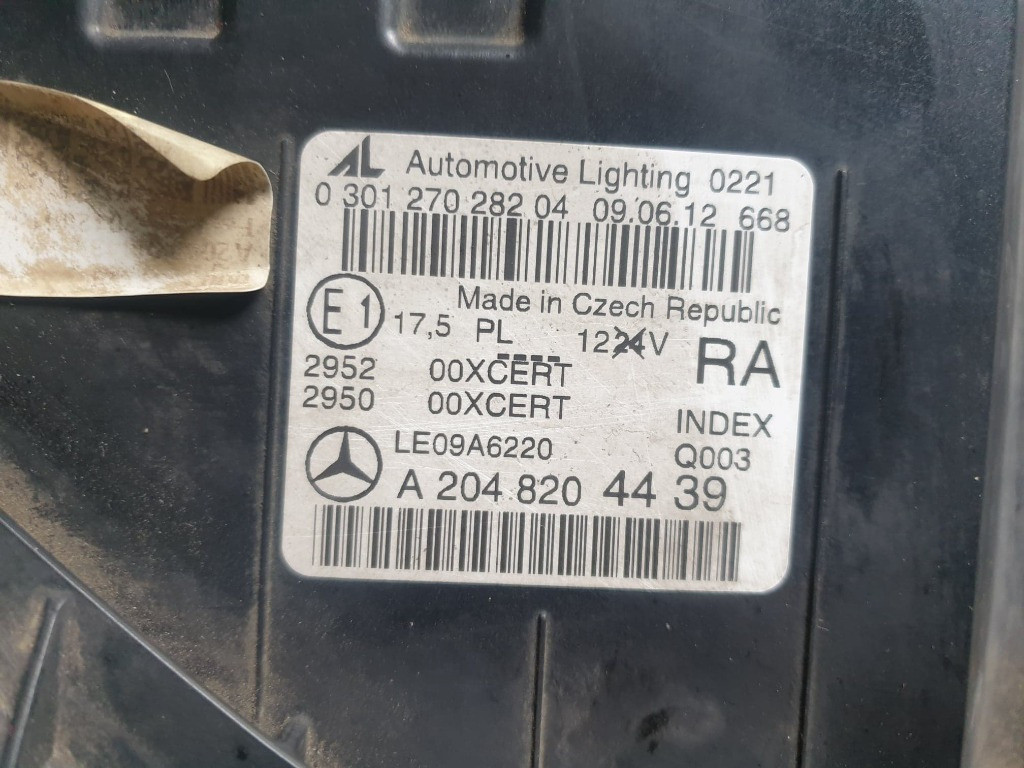 AL Automotive Lighting 0221
0 301 270 282 04 09.06.12 668
Made in Czech Republic
E1 17,5 PL 1224V RA
2952 00XCERT
2950 00XCERT INDEX
LE09A6220 Q003
A 204 820 44 39